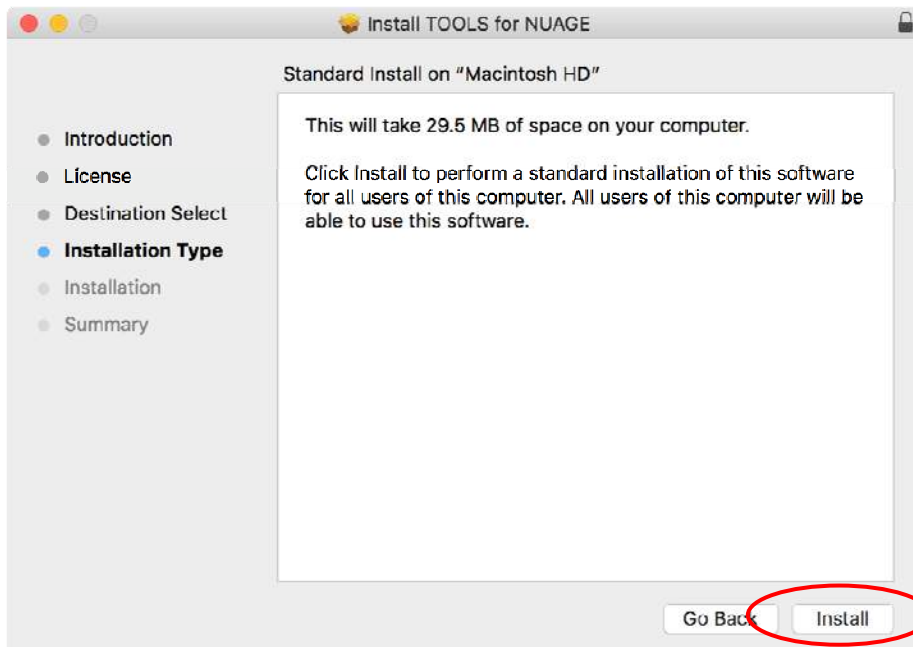 Install TOOLS for NUAGE
Standard Install on “Macintosh HD”
Introduction
License
Destination Select
Installation Type
Installation
Summary
This will take 29.5 MB of space on your computer.
Click Install to perform a standard installation of this software
for all users of this computer. All users of this computer will be
able to use this software.
Go Back
Install